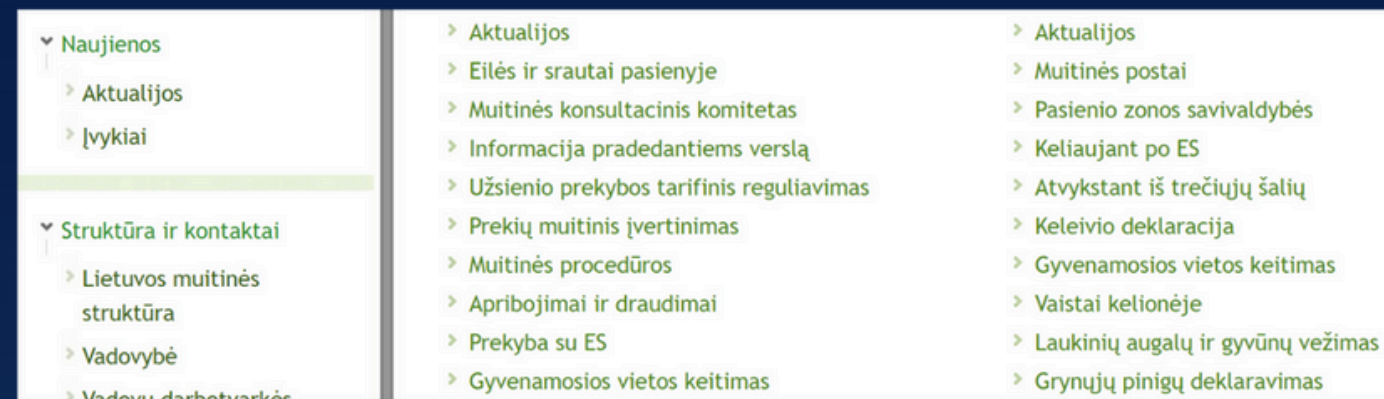 Naujienos
Aktualijos
Įvykiai
Struktūra ir kontaktai
Lietuvos muitinės
struktūra
Vadovybė
Vadovų darbotvarkės
Aktualijos
Eilės ir srautai pasienyje
Muitinės konsultacinis komitetas
Informacija pradedantiems verslą
Užsienio prekybos tarifinis reguliavimas
Prekių muitinis įvertinimas
Muitinės procedūros
Apribojimai ir draudimai
Prekyba su ES
Gyvenamosios vietos keitimas
Aktualijos
Muitinės postai
Pasienio zonos savivaldybės
Keliaujant po ES
Atvykstant iš trečiųjų šalių
Keleivio deklaracija
Gyvenamosios vietos keitimas
Vaistai kelionėje
Laukinių augalų ir gyvūnų vežimas
Grynųjų pinigų deklaravimas